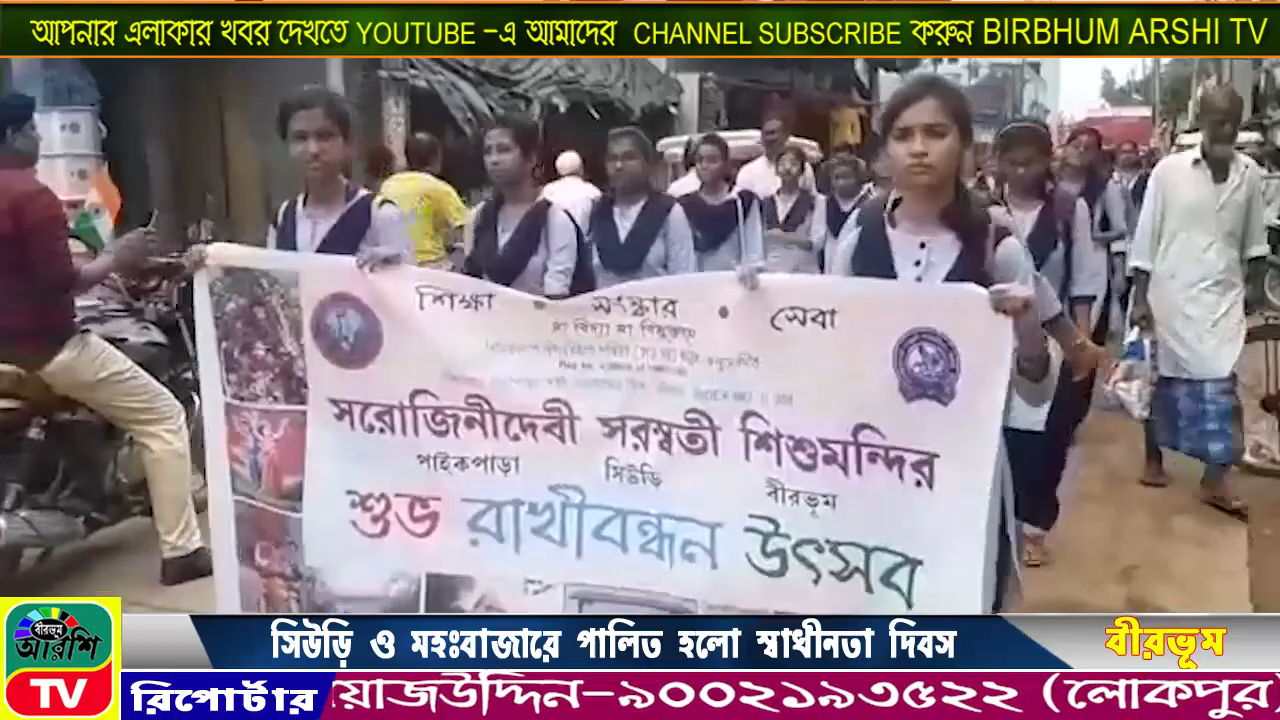 আপনার এলাকার খবর দেখতে YOUTUBE -এ আমাদের CHANNEL SUBSCRIBE করুন BIRBHUM ARSHI TV
শিক্ষা • সংস্কার • সেবা
সা বিদ্যা যা বিমুক্তয়ে
সরোজিনীদেবী সরস্বতী শিশুমন্দির
পাইকপাড়া সিউড়ি বীরভূম
শুভ রাখীবন্ধন উৎসব
সিউড়ি ও মহঃবাজারে পালিত হলো স্বাধীনতা দিবস
বীরভূম
বীরভূম
আরশি
TV
রিপোর্টার
য়োজউদ্দিন-৯০০২১৯৩৫২২ (লোকপুর)